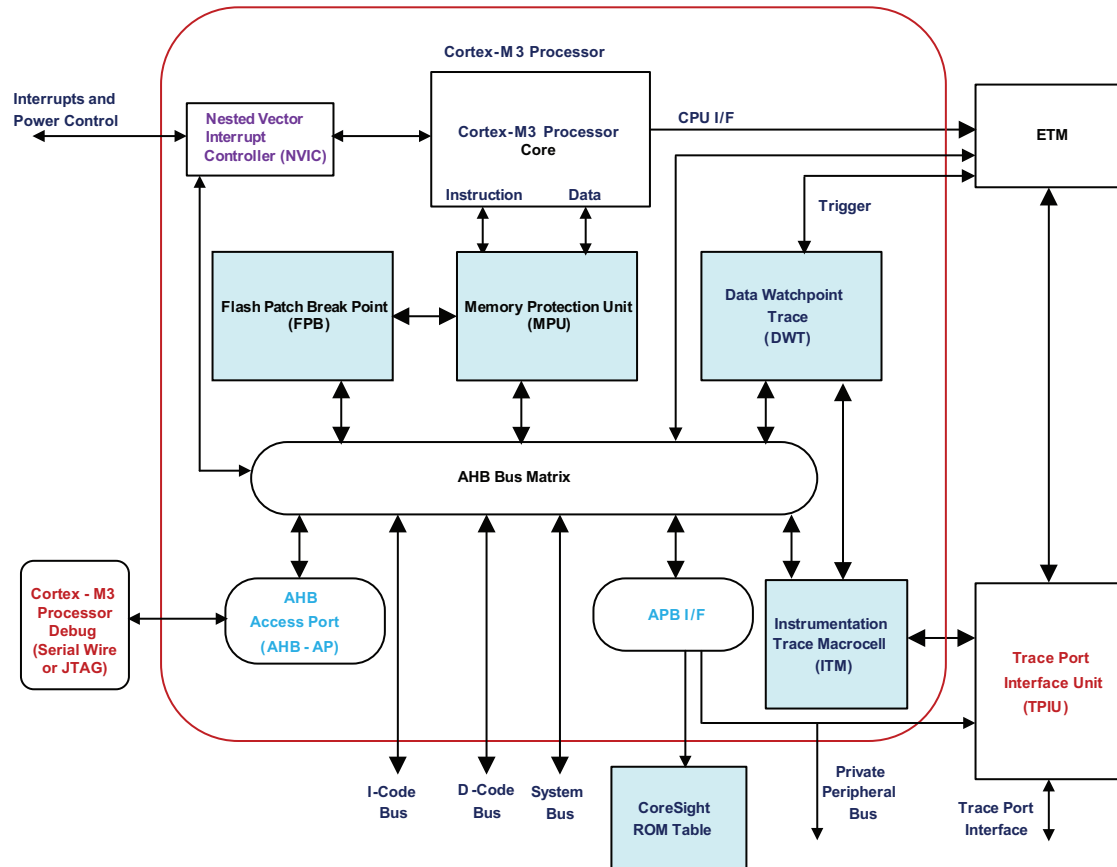 Cortex-M3 Processor
Interrupts and
Power Control
Nested Vector
Interrupt
Controller (NVIC)
Cortex-M3 Processor
Core
Instruction
Data
CPU I/F
ETM
Trigger
Flash Patch Break Point
(FPB)
Memory Protection Unit
(MPU)
Data Watchpoint
Trace
(DWT)
AHB Bus Matrix
Cortex - M3
Processor
Debug
(Serial Wire
or JTAG)
AHB
Access Port
(AHB - AP)
APB I/F
Instrumentation
Trace Macrocell
(ITM)
Trace Port
Interface Unit
(TPIU)
I-Code
Bus
D-Code
Bus
System
Bus
CoreSight
ROM Table
Private
Peripheral
Bus
Trace Port
Interface